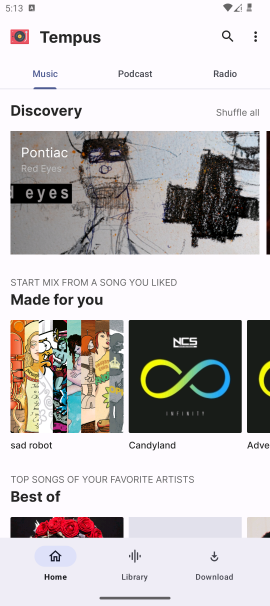 5:13
Tempus
Music
Podcast
Radio
Discovery
Shuffle all
Pontiac
Red Eyes
eyes
START MIX FROM A SONG YOU LIKED
Made for you
NCS
INFINITY
sad robot
Candyland
Adve
TOP SONGS OF YOUR FAVORITE ARTISTS
Best of
Home
Library
Download